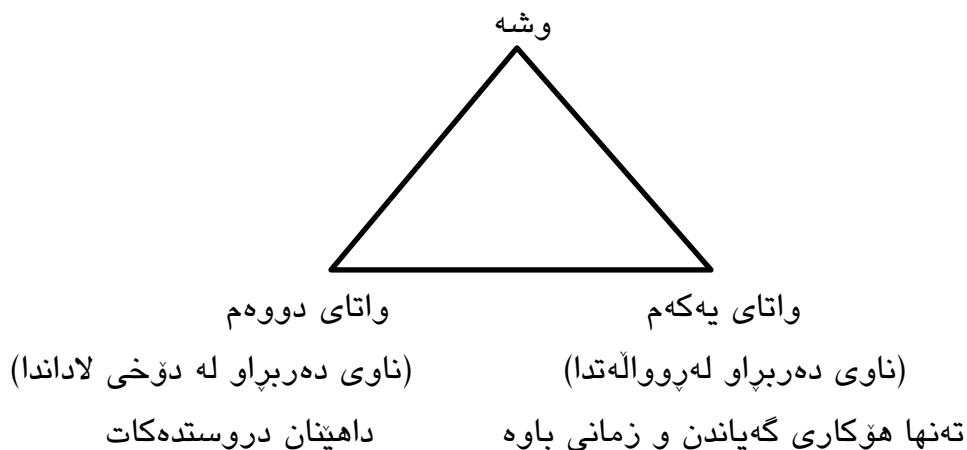 وشە
واتای یەکەم واتای دووەم
(ناوی دەربڕاو لەڕوواڵەتدا) (ناوی دەربڕاو لە دۆخی لاداندا)
تەنها هۆکاری گەیاندن و زمانی باوە داهێنان دروستدەکات